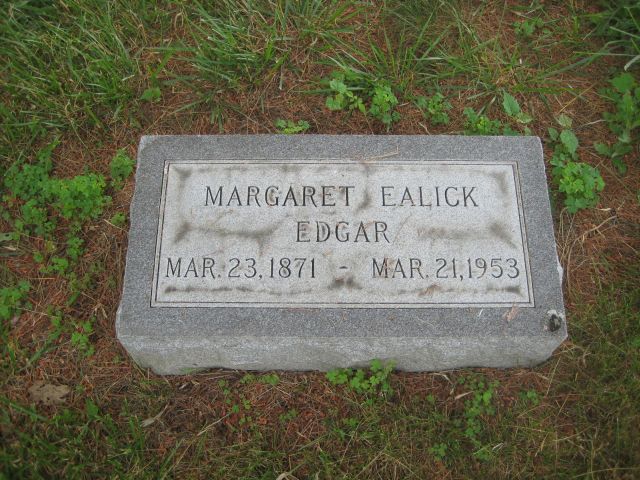 MARGARET EALICK
EDGAR
MAR. 23, 1871 - MAR. 21, 1953